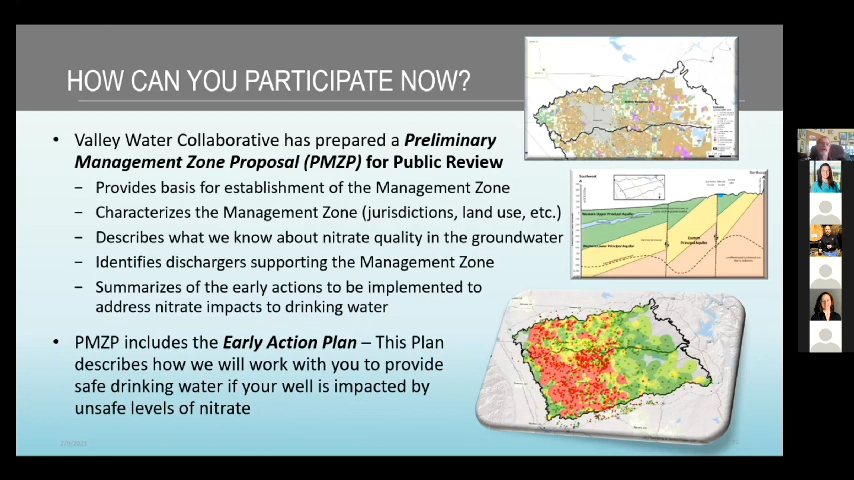 HOW CAN YOU PARTICIPATE NOW?
• Valley Water Collaborative has prepared a Preliminary
Management Zone Proposal (PMZP) for Public Review
− Provides basis for establishment of the Management Zone
− Characterizes the Management Zone (jurisdictions, land use, etc.)
− Describes what we know about nitrate quality in the groundwater
− Identifies dischargers supporting the Management Zone
− Summarizes of the early actions to be implemented to
address nitrate impacts to drinking water
• PMZP includes the Early Action Plan – This Plan
describes how we will work with you to provide
safe drinking water if your well is impacted by
unsafe levels of nitrate
Southwest
Western Upper Principal Aquifer